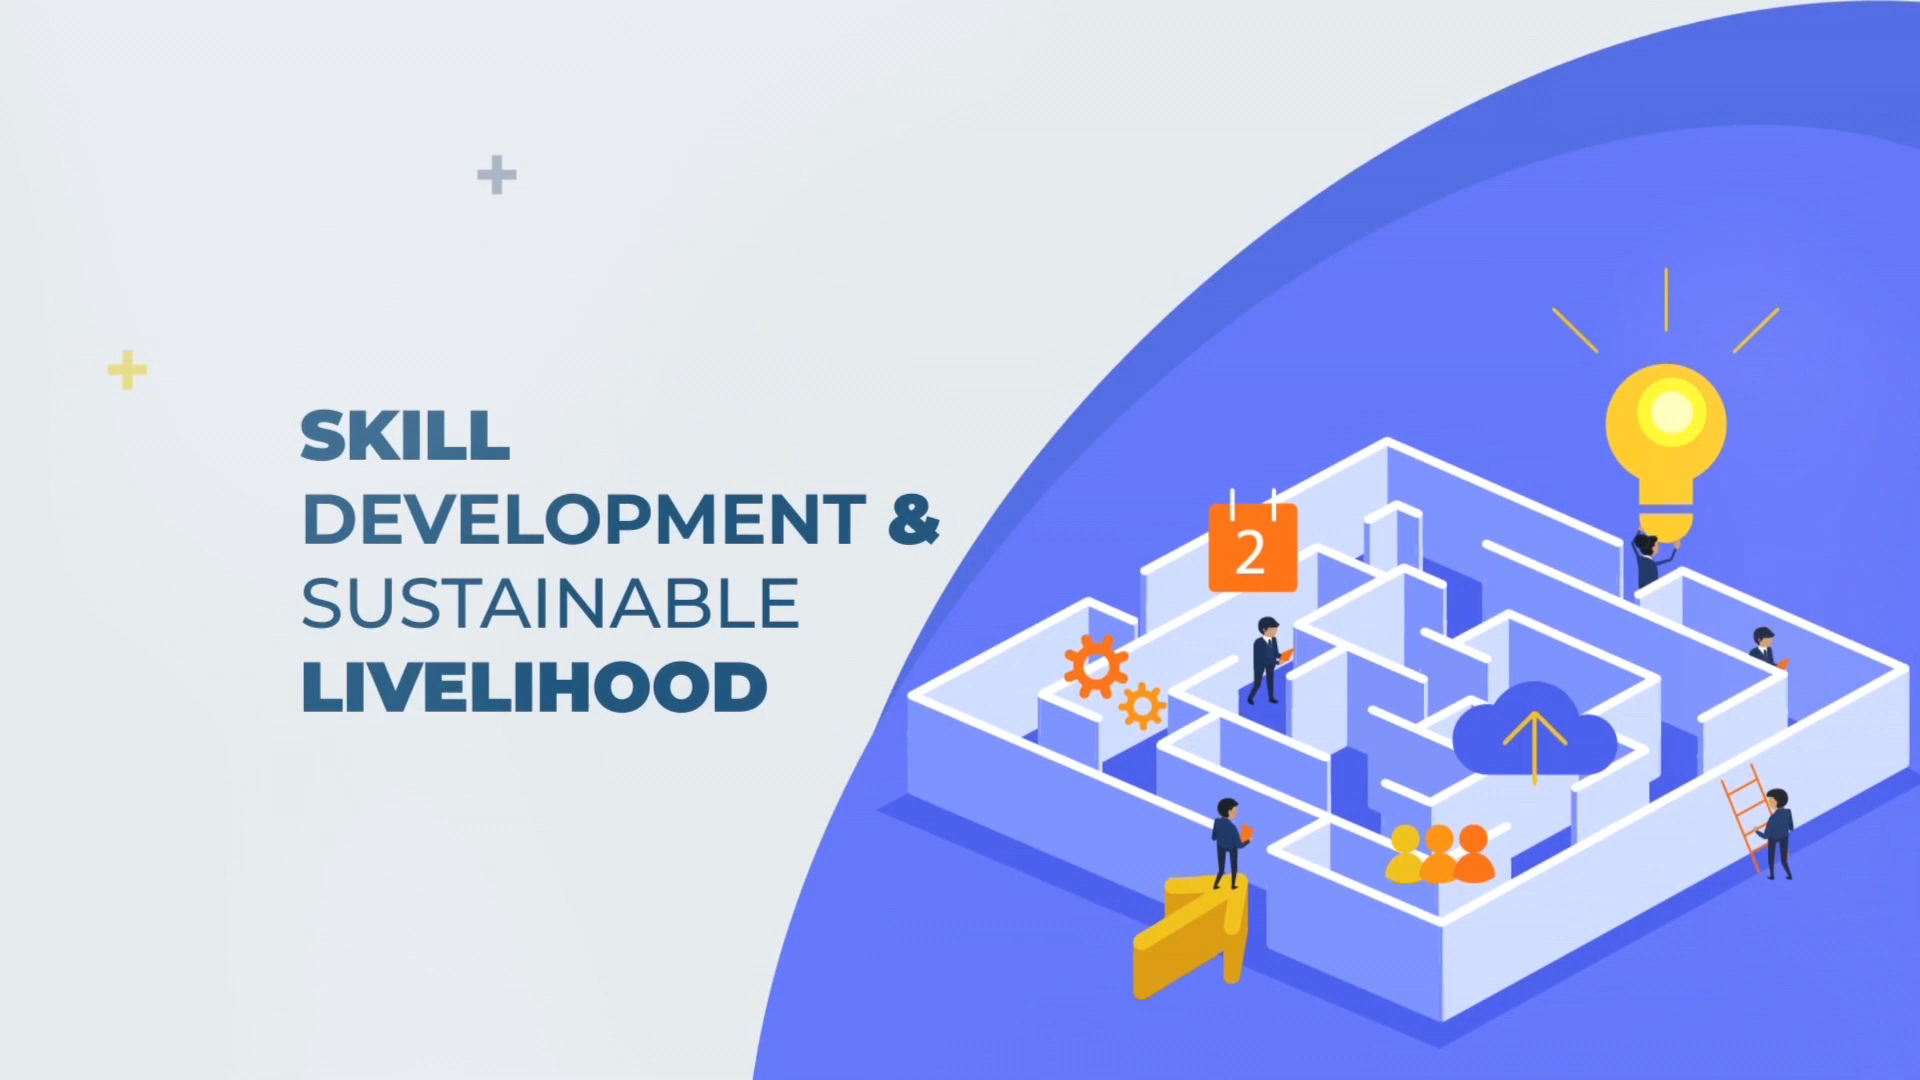 SKILL
DEVELOPMENT &
SUSTAINABLE
LIVELIHOOD
2